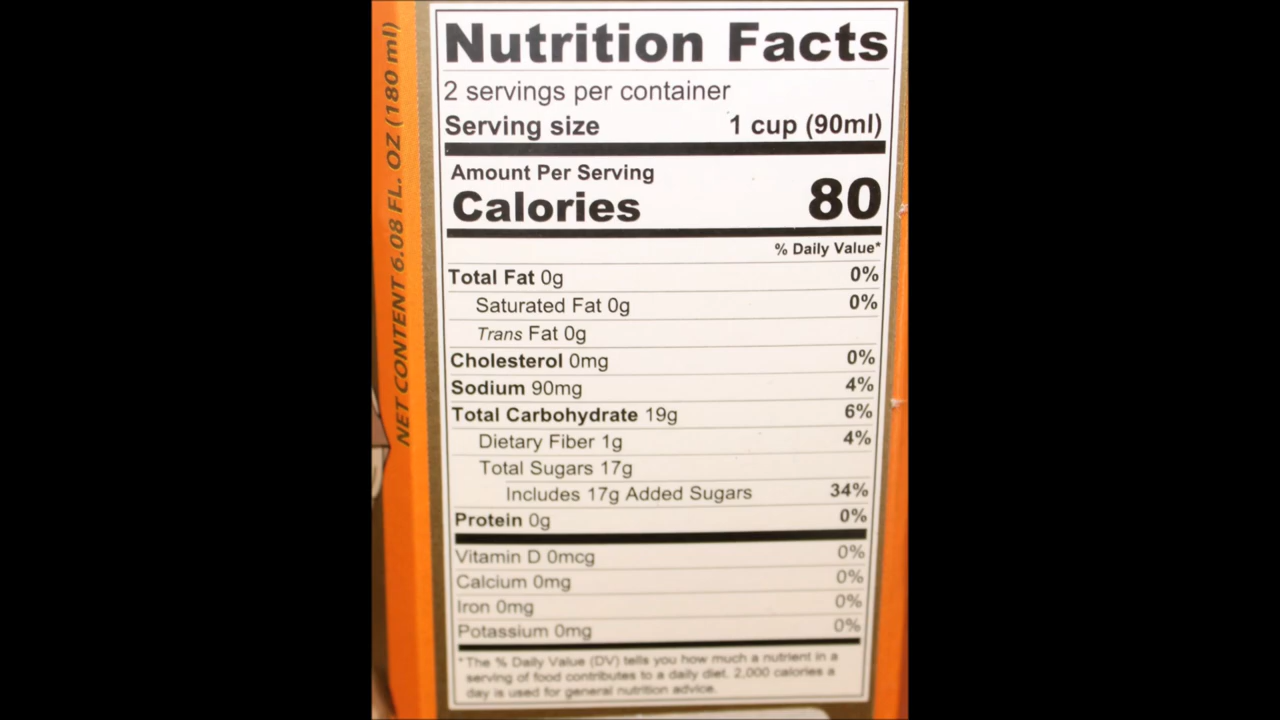 NET CONTENT 6.08 FL. OZ (180 ml)
Nutrition Facts
2 servings per container
Serving size 1 cup (90ml)
Amount Per Serving
Calories 80
% Daily Value*
Total Fat 0g 0%
Saturated Fat 0g 0%
Trans Fat 0g
Cholesterol 0mg 0%
Sodium 90mg 4%
Total Carbohydrate 19g 6%
Dietary Fiber 1g 4%
Total Sugars 17g
Includes 17g Added Sugars 34%
Protein 0g 0%
Vitamin D 0mcg 0%
Calcium 0mg 0%
Iron 0mg 0%
Potassium 0mg 0%
*The % Daily Value (DV) tells you how much a nutrient in a
serving of food contributes to a daily diet. 2,000 calories a
day is used for general nutrition advice.